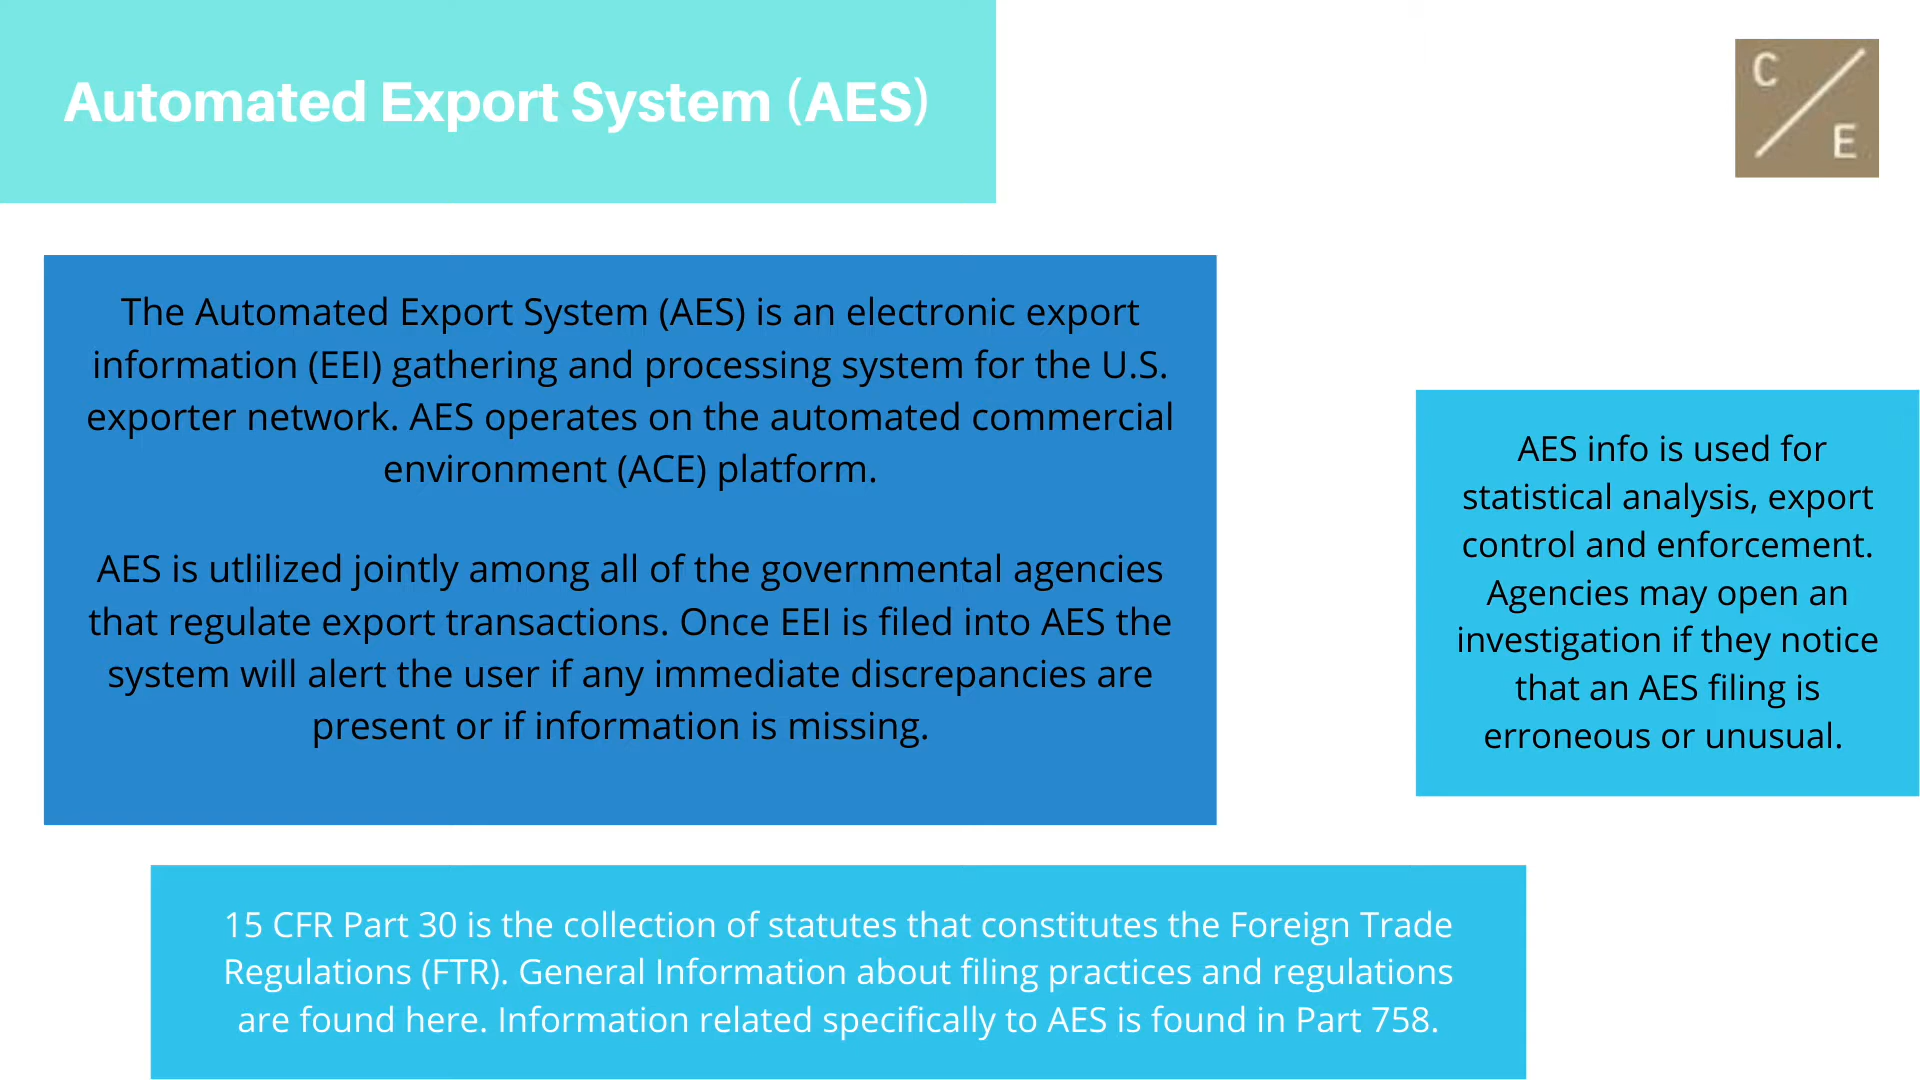 Automated Export System (AES)
C
E
The Automated Export System (AES) is an electronic export
information (EEI) gathering and processing system for the U.S.
exporter network. AES operates on the automated commercial
environment (ACE) platform.
AES is utlilized jointly among all of the governmental agencies
that regulate export transactions. Once EEI is filed into AES the
system will alert the user if any immediate discrepancies are
present or if information is missing.
AES info is used for
statistical analysis, export
control and enforcement.
Agencies may open an
investigation if they notice
that an AES filing is
erroneous or unusual.
15 CFR Part 30 is the collection of statutes that constitutes the Foreign Trade
Regulations (FTR). General Information about filing practices and regulations
are found here. Information related specifically to AES is found in Part 758.